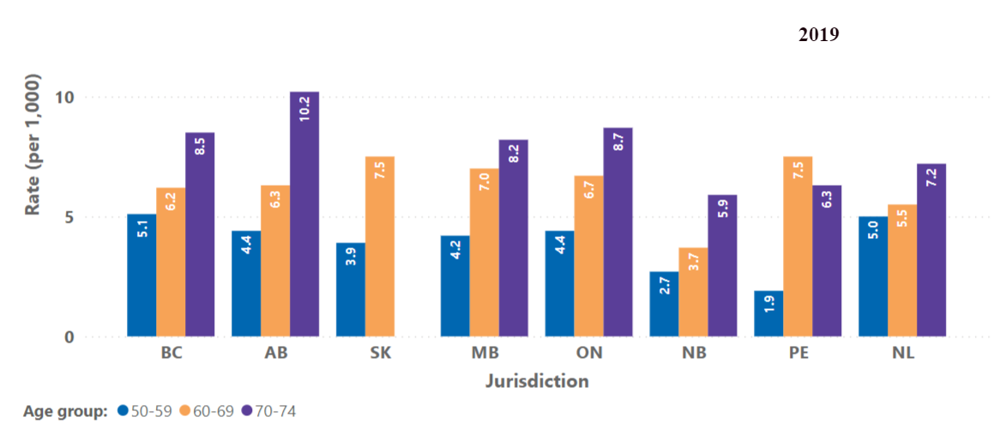 2019
Rate (per 1,000)
10
5
0
5.1 6.2 8.5 4.4 6.3 10.2 3.9 7.5 4.2 7.0 8.2 4.4 6.7 8.7 2.7 3.7 5.9 1.9 7.5 6.3 5.0 5.5 7.2
BC AB SK MB ON NB PE NL
Jurisdiction
Age group: 50-59 60-69 70-74